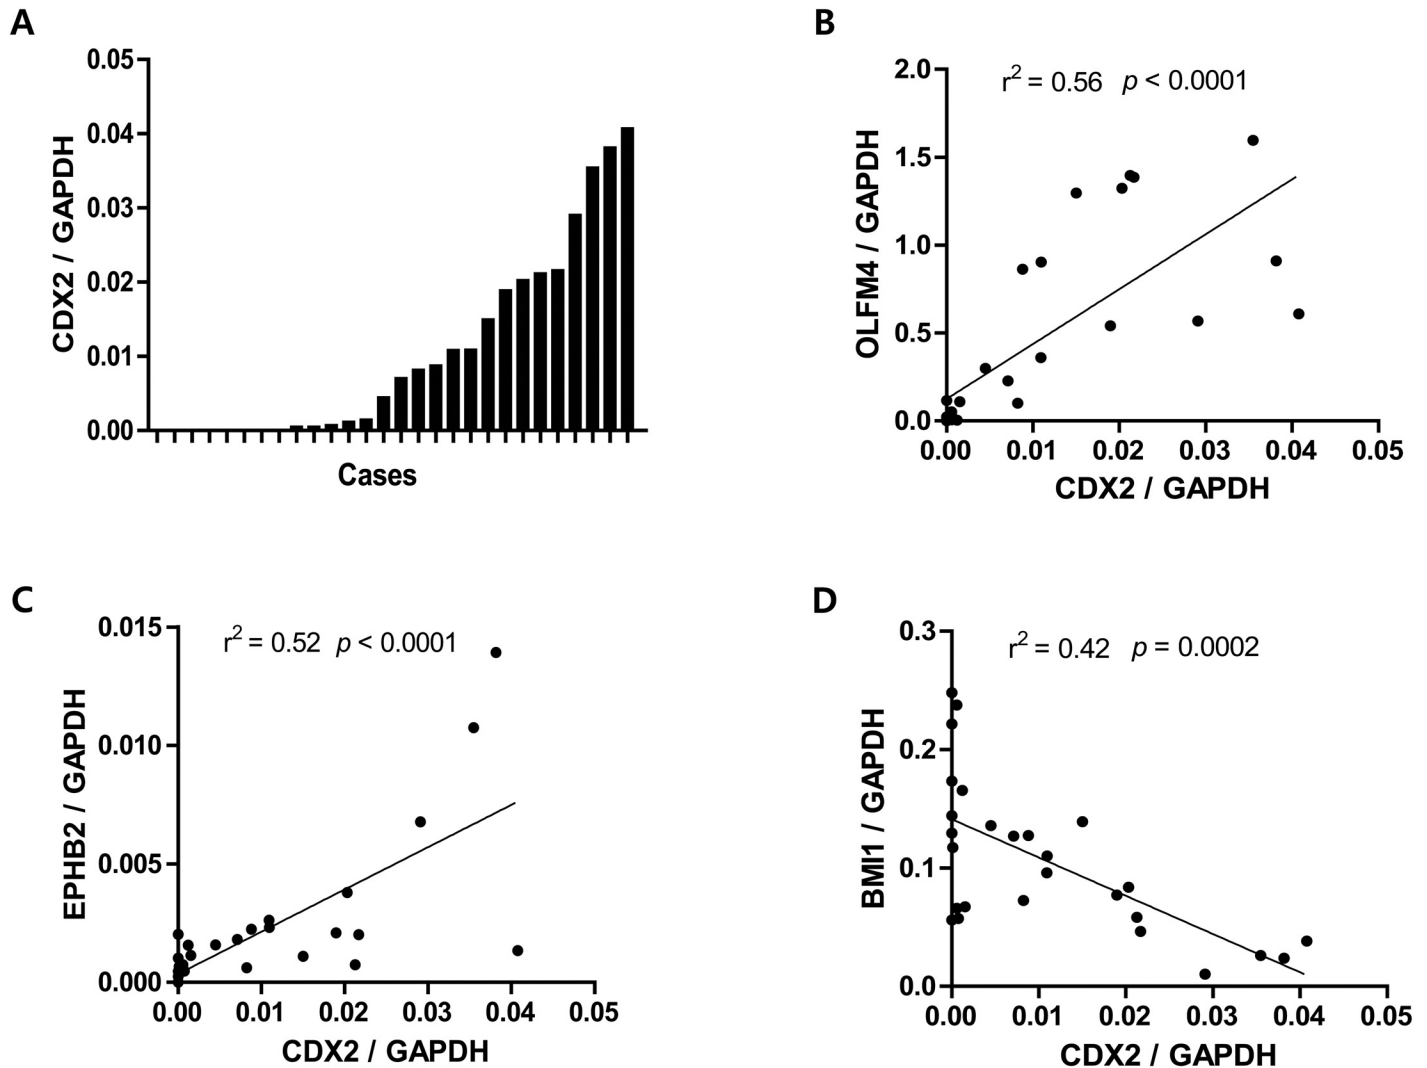 A
CDX2 / GAPDH
0.05
0.04
0.03
0.02
0.01
0.00
Cases
B
r2 = 0.56 p < 0.0001
OLFM4 / GAPDH
2.0
1.5
1.0
0.5
0.0
0.00 0.01 0.02 0.03 0.04 0.05
CDX2 / GAPDH
C
r2 = 0.52 p < 0.0001
EPHB2 / GAPDH
0.015
0.010
0.005
0.000
0.00 0.01 0.02 0.03 0.04 0.05
CDX2 / GAPDH
D
r2 = 0.42 p = 0.0002
BMI1 / GAPDH
0.3
0.2
0.1
0.0
0.00 0.01 0.02 0.03 0.04 0.05
CDX2 / GAPDH